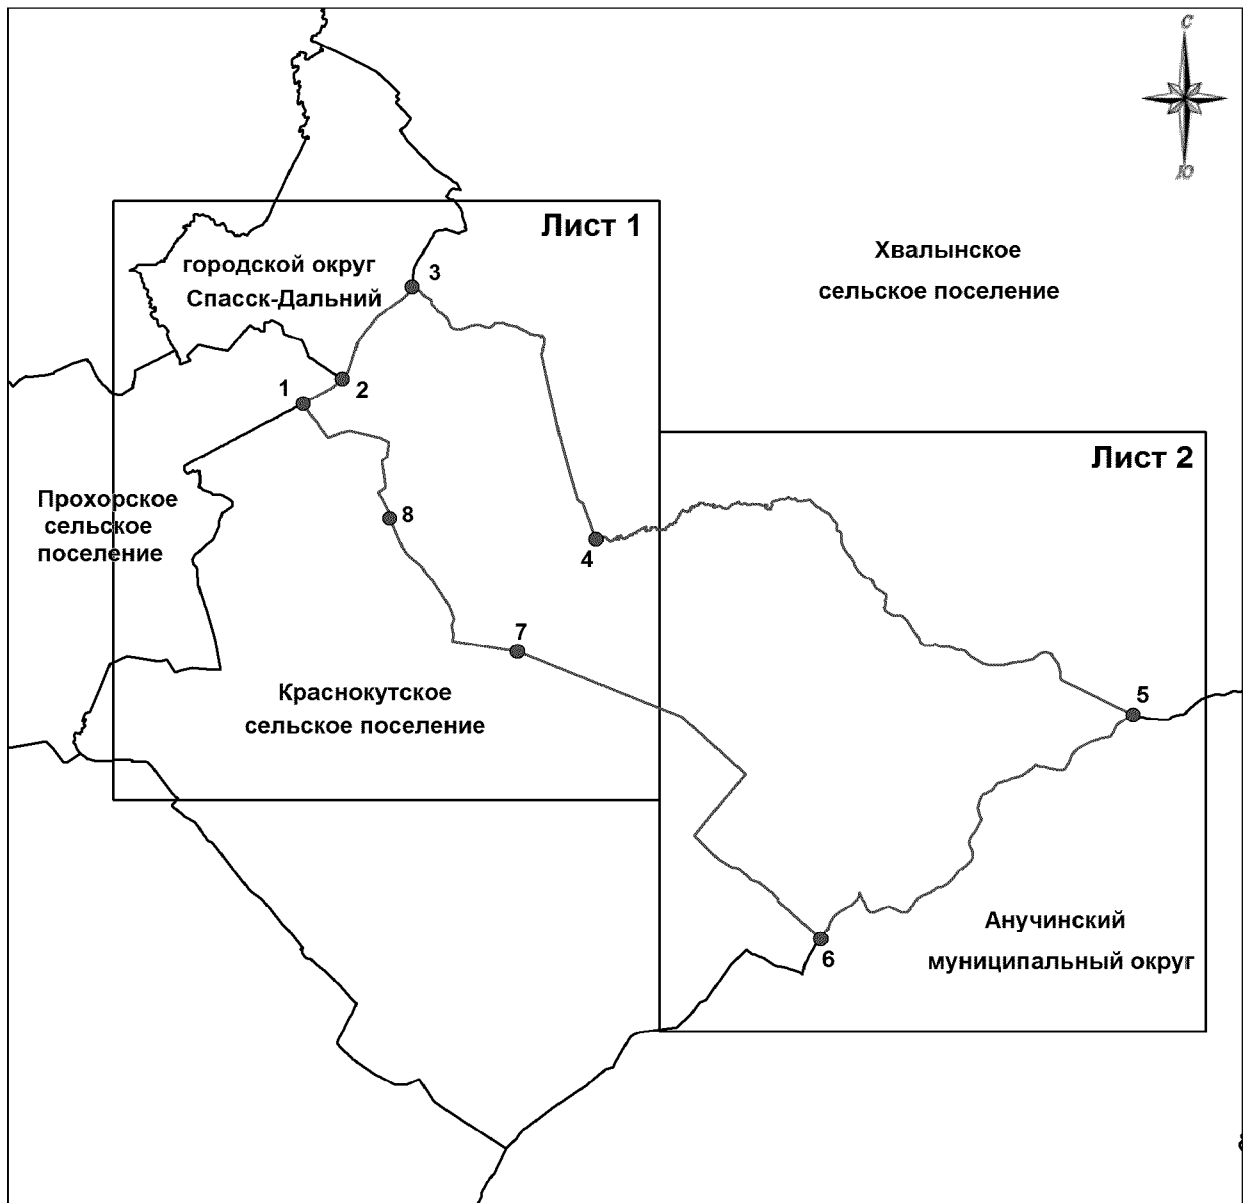 С
Ю
Лист 1
городской округ
Спасск-Дальний
Хвалынское
сельское поселение
3
2
1
Лист 2
Прохорское
сельское
поселение
8
4
7
Краснокутское
сельское поселение
5
6
Анучинский
муниципальный округ